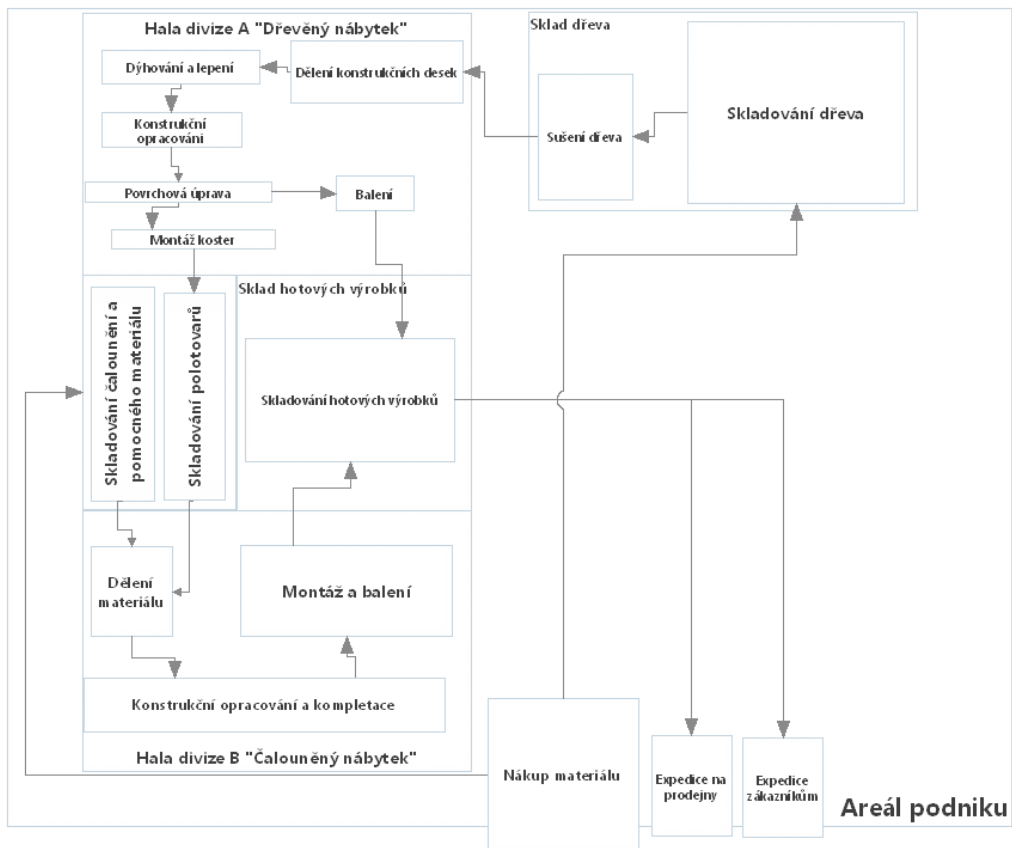 Hala divize A "Dřevěný nábytek"
Dýhování a lepení
Dělení konstrukčních desek
Konstrukční
opracování
Povrchová úprava
Balení
Montáž koster
Sklad dřeva
Sušení dřeva
Skladování dřeva
Skladování čalounění a
pomocného materiálu
Skladování polotovarů
Sklad hotových výrobků
Skladování hotových výrobků
Dělení
materiálu
Montáž a balení
Konstrukční opracování a kompletace
Hala divize B "Čalouněný nábytek"
Nákup materiálu
Expedice na
prodejny
Expedice
zákazníkům
Areál podniku